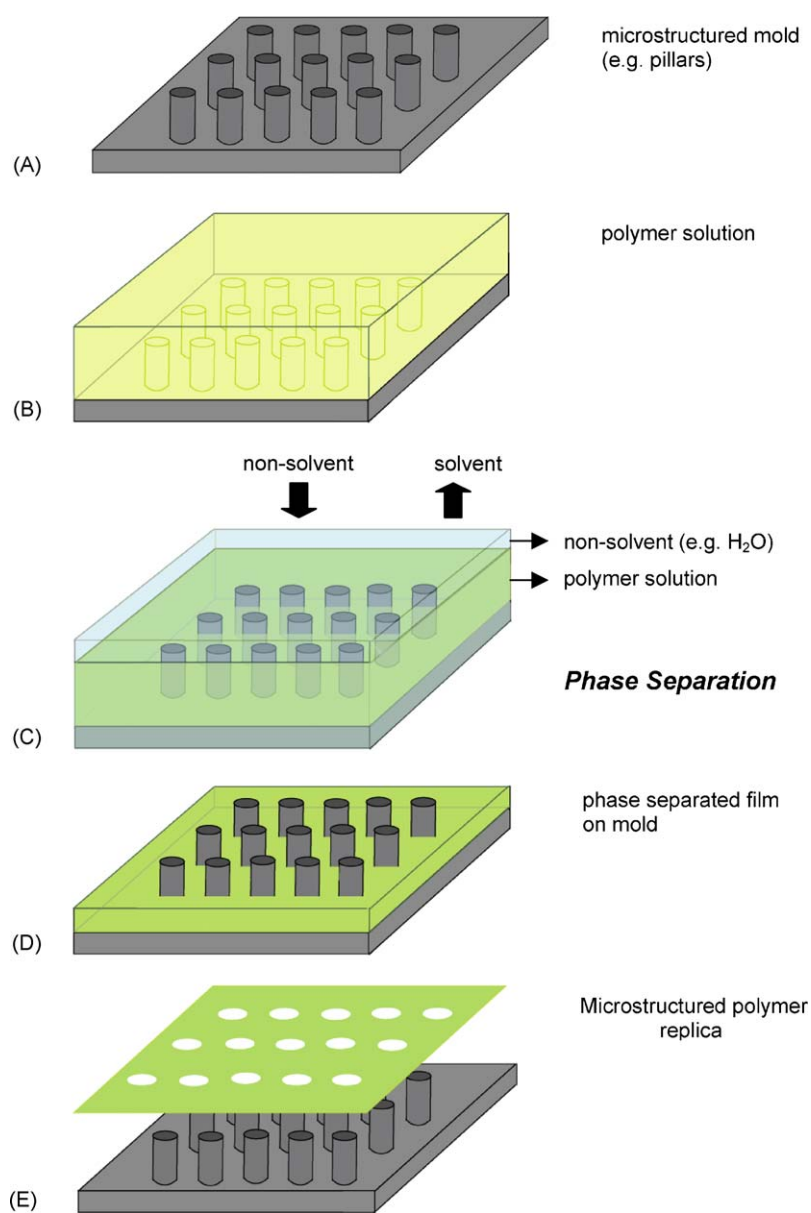 microstructured mold
(e.g. pillars)
(A)
polymer solution
(B)
non-solvent
solvent
non-solvent (e.g. H₂O)
polymer solution
Phase Separation
(C)
phase separated film
on mold
(D)
Microstructured polymer
replica
(E)